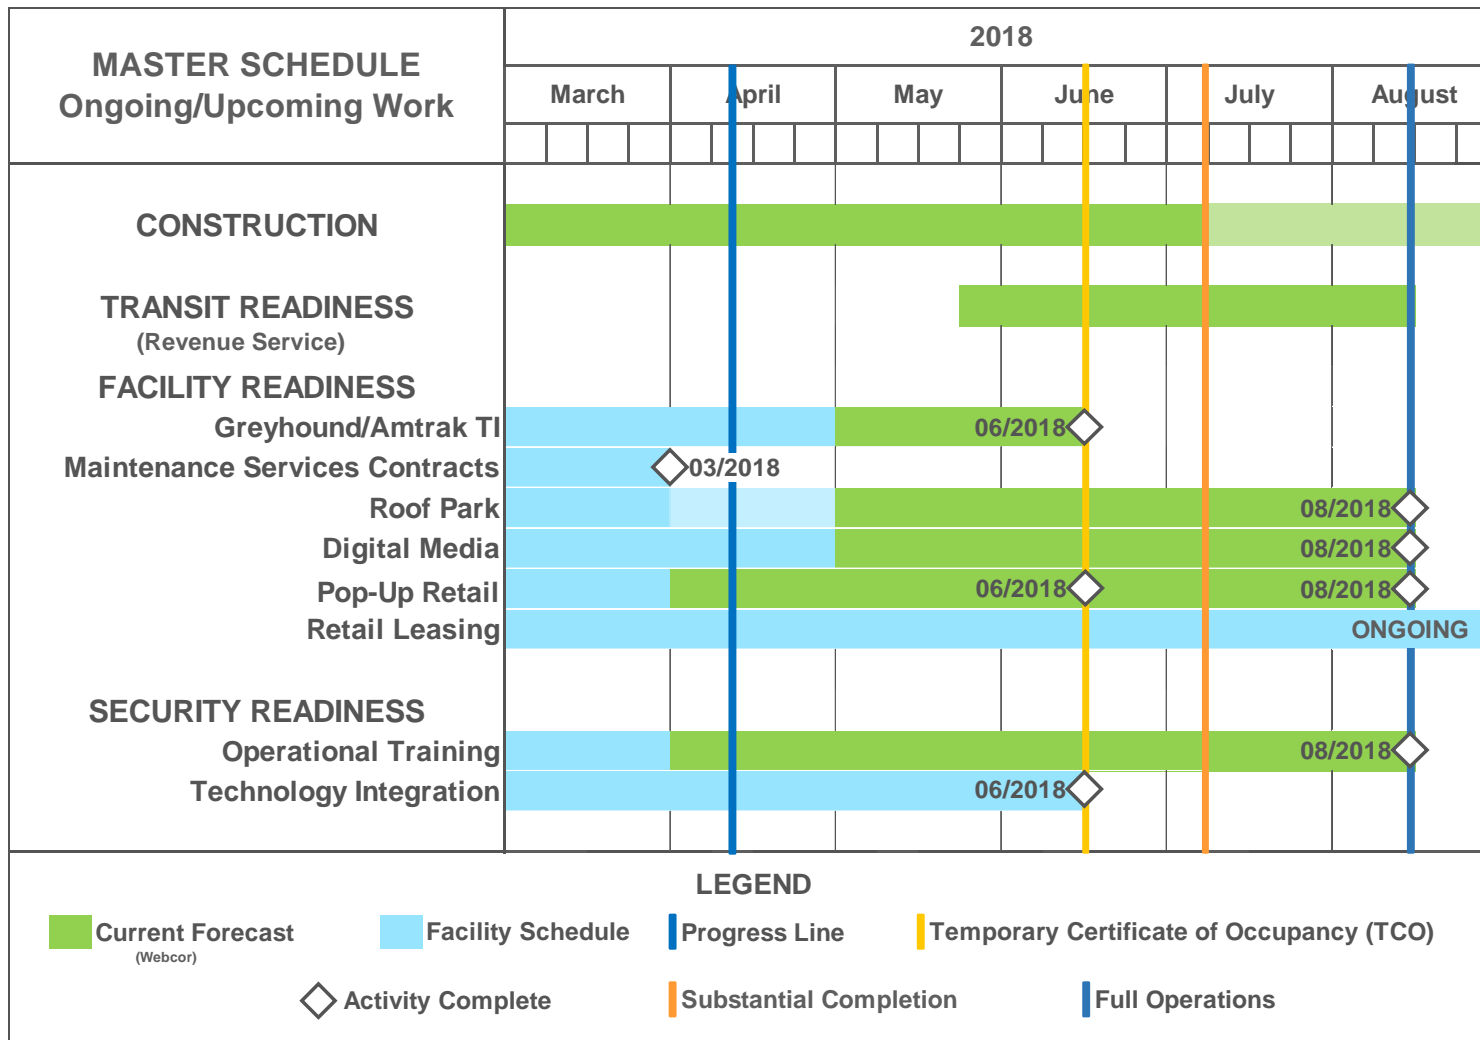 MASTER SCHEDULE
Ongoing/Upcoming Work
2018
March April May June July August
CONSTRUCTION
TRANSIT READINESS
(Revenue Service)
FACILITY READINESS
Greyhound/Amtrak TI 06/2018
Maintenance Services Contracts 03/2018
Roof Park 08/2018
Digital Media 08/2018
Pop-Up Retail 06/2018 08/2018
Retail Leasing ONGOING
SECURITY READINESS
Operational Training 08/2018
Technology Integration 06/2018
LEGEND
Current Forecast Facility Schedule Progress Line Temporary Certificate of Occupancy (TCO)
(Webcor)
Activity Complete Substantial Completion Full Operations